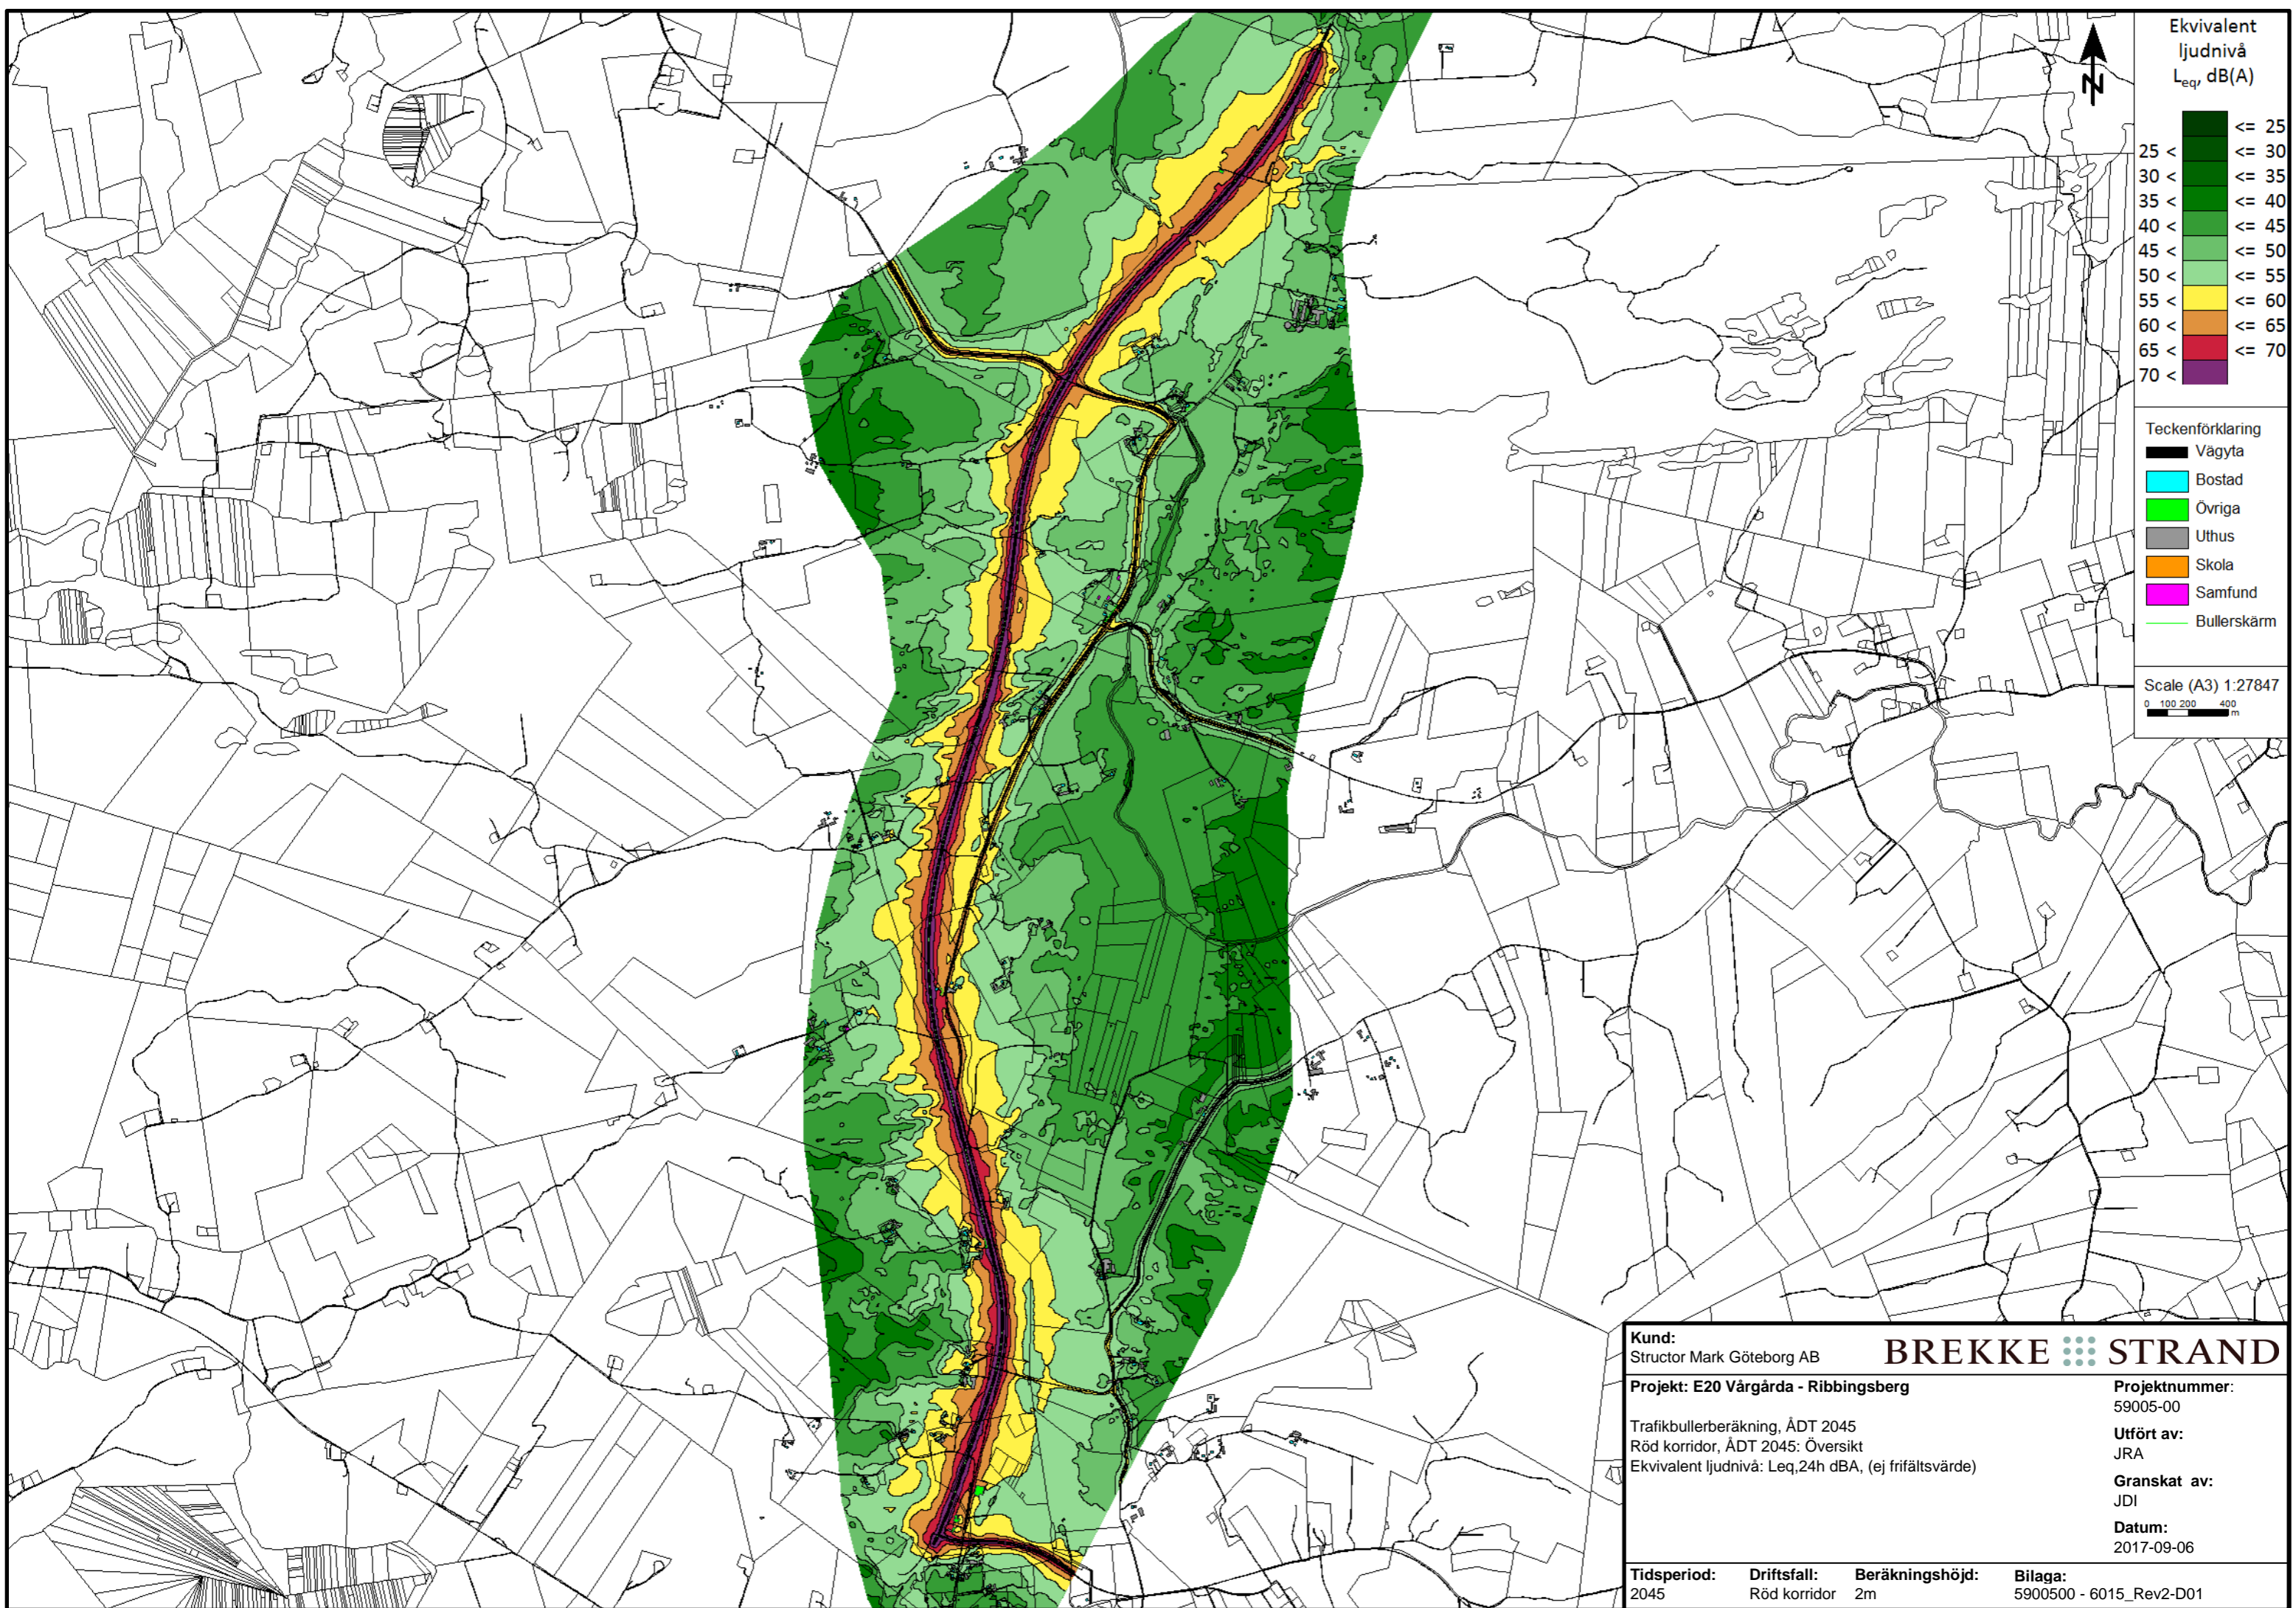 Ekvivalent
ljudnivå
Leq, dB(A)
<= 25
25 < <= 30
30 < <= 35
35 < <= 40
40 < <= 45
45 < <= 50
50 < <= 55
55 < <= 60
60 < <= 65
65 < <= 70
70 <
N
Teckenförklaring
Vägyta
Bostad
Övriga
Uthus
Skola
Samfund
Bullerskärm
Scale (A3) 1:27847
0 100 200 400
m
Kund:
Structor Mark Göteborg AB
BREKKE STRAND
Projekt: E20 Vårgårda - Ribbingsberg
Trafikbullerberäkning, ÅDT 2045
Röd korridor, ÅDT 2045: Översikt
Ekvivalent ljudnivå: Leq,24h dBA, (ej frifältsvärde)
Projektnummer:
59005-00
Utfört av:
JRA
Granskat av:
JDI
Datum:
2017-09-06
Tidsperiod: Driftsfall: Beräkningshöjd: Bilaga:
2045 Röd korridor 2m 5900500 - 6015_Rev2-D01